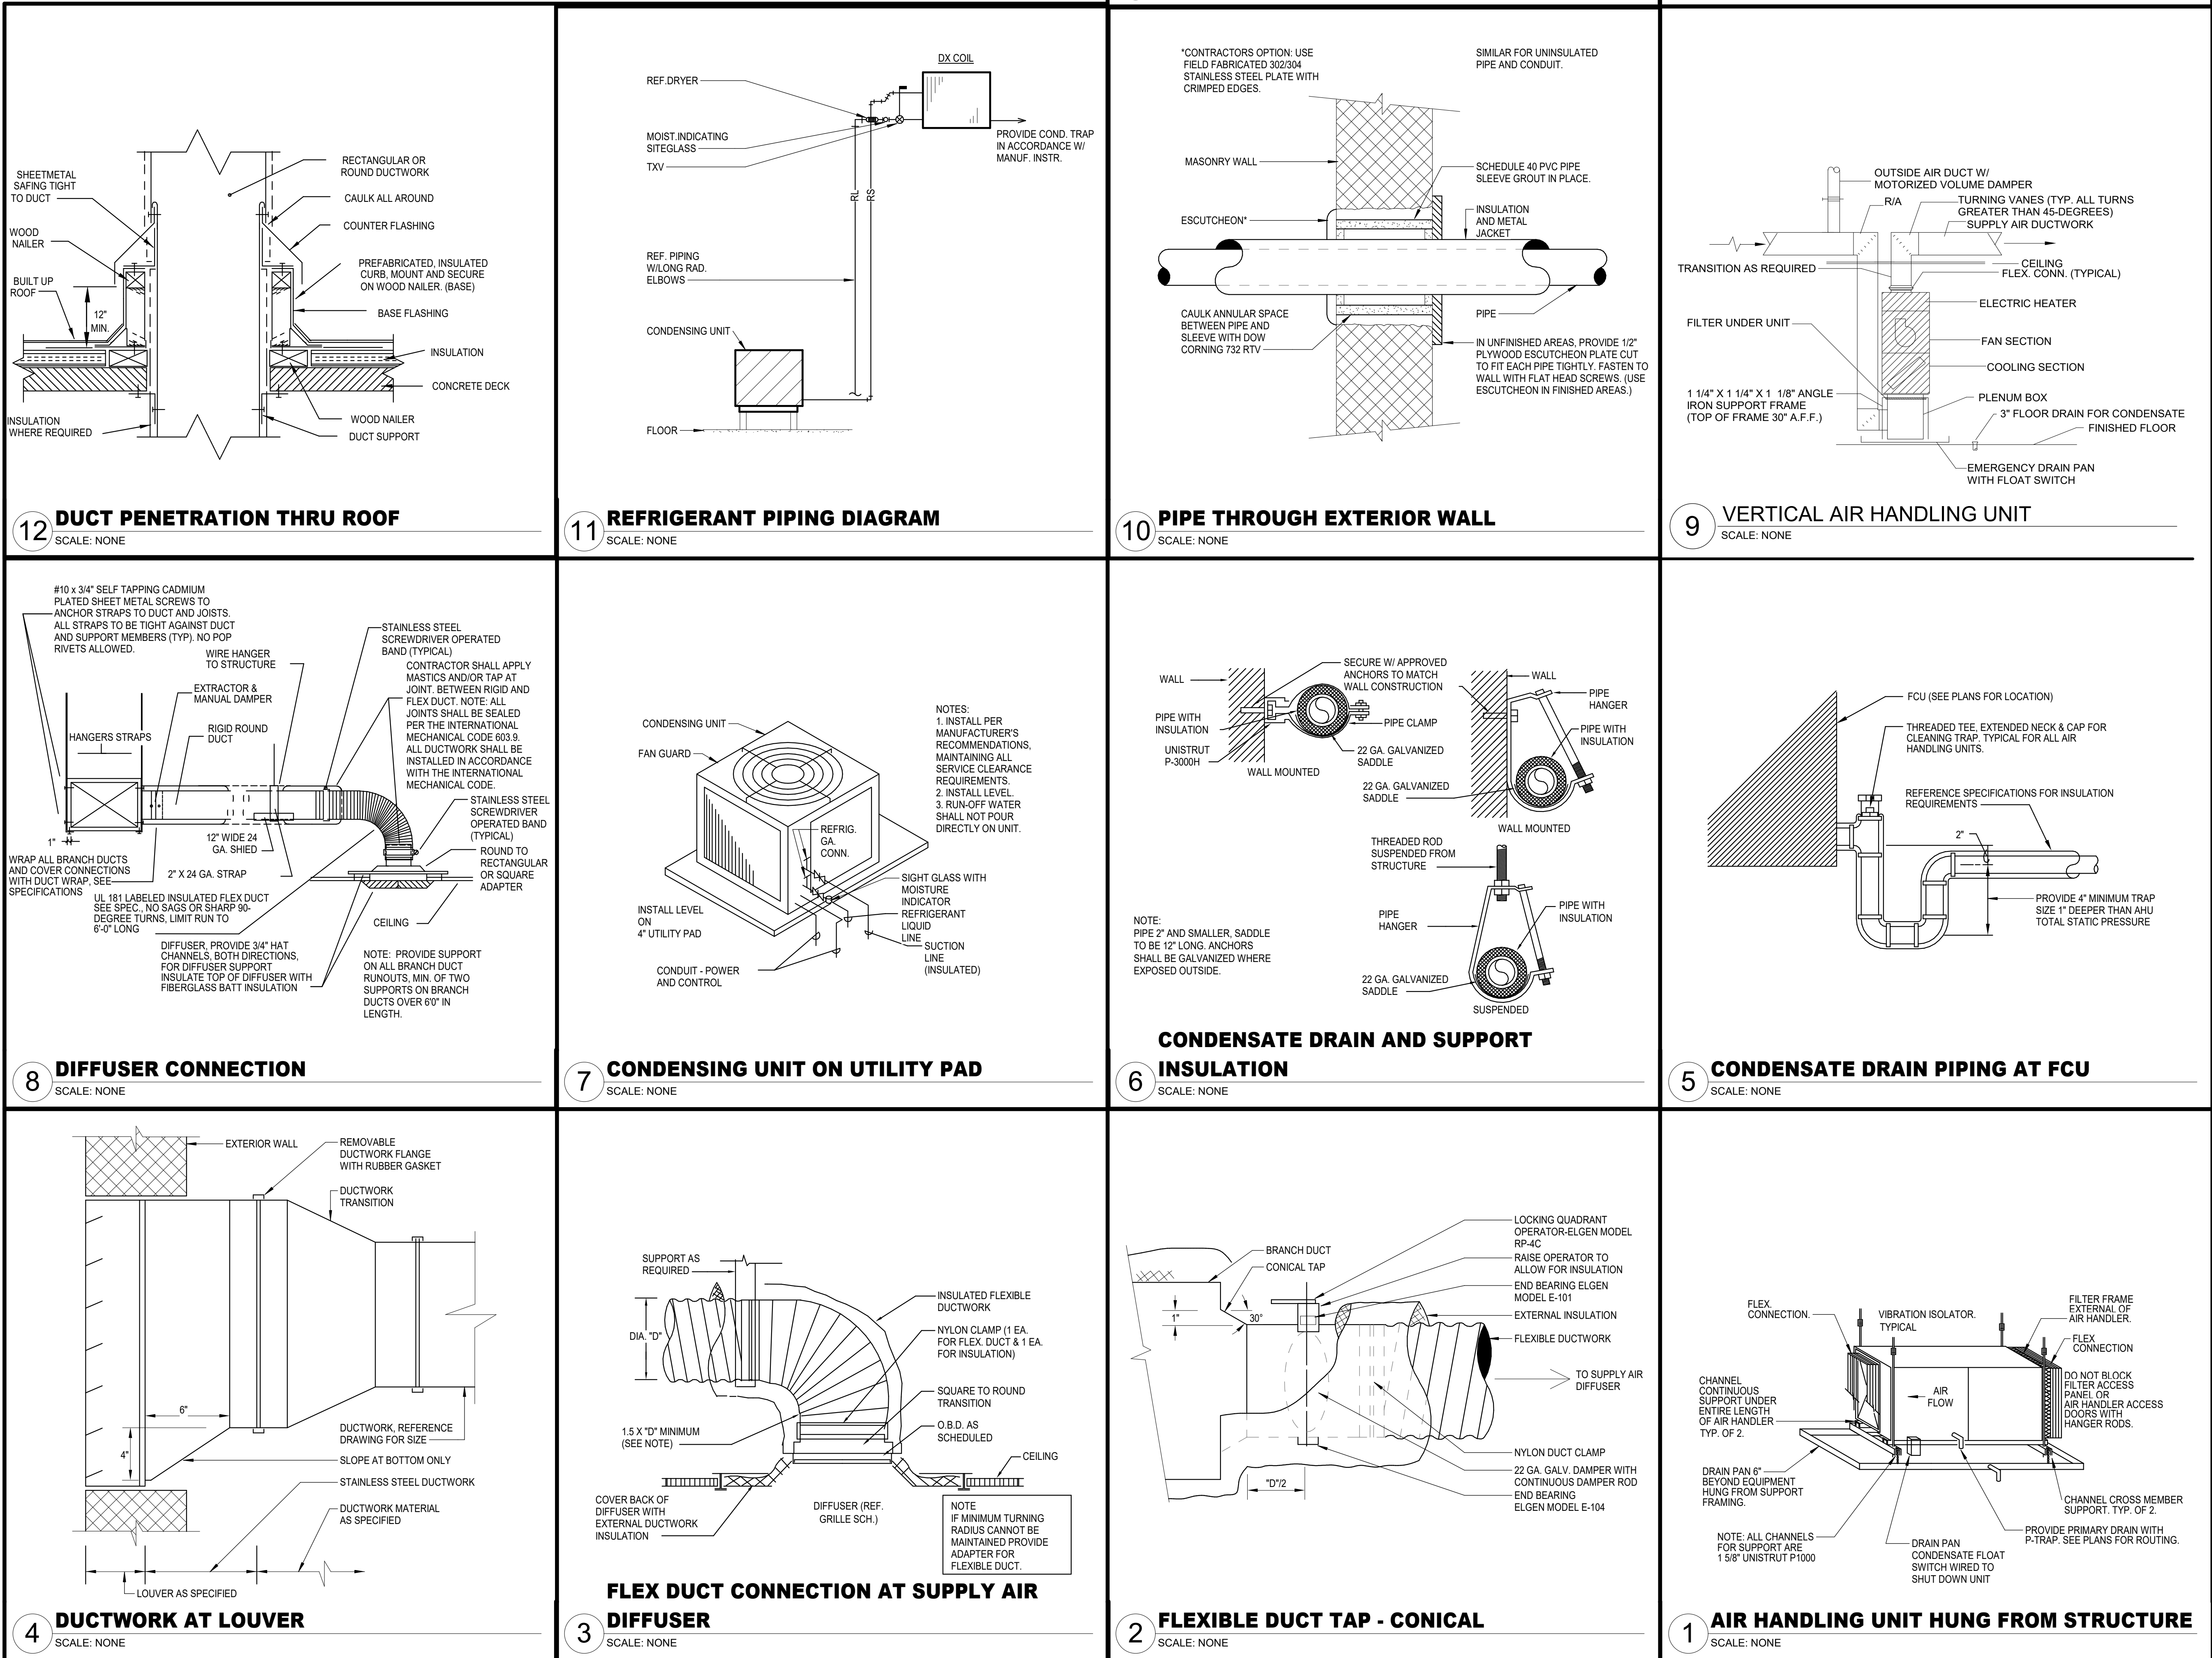 SHEETMETAL
SAFING TIGHT
TO DUCT
WOOD
NAILER
BUILT UP
ROOF
12"
MIN.
INSULATION
WHERE REQUIRED
RECTANGULAR OR
ROUND DUCTWORK
CAULK ALL AROUND
COUNTER FLASHING
PREFABRICATED, INSULATED
CURB, MOUNT AND SECURE
ON WOOD NAILER. (BASE)
BASE FLASHING
INSULATION
CONCRETE DECK
WOOD NAILER
DUCT SUPPORT
12 DUCT PENETRATION THRU ROOF
SCALE: NONE
DX COIL
REF.DRYER
MOIST.INDICATING
SITEGLASS
TXV
PROVIDE COND. TRAP
IN ACCORDANCE W/
MANUF. INSTR.
RL
RS
REF. PIPING
W/LONG RAD.
ELBOWS
CONDENSING UNIT
FLOOR
11 REFRIGERANT PIPING DIAGRAM
SCALE: NONE
*CONTRACTORS OPTION: USE
FIELD FABRICATED 302/304
STAINLESS STEEL PLATE WITH
CRIMPED EDGES.
SIMILAR FOR UNINSULATED
PIPE AND CONDUIT.
MASONRY WALL
SCHEDULE 40 PVC PIPE
SLEEVE GROUT IN PLACE.
ESCUTCHEON*
INSULATION
AND METAL
JACKET
CAULK ANNULAR SPACE
BETWEEN PIPE AND
SLEEVE WITH DOW
CORNING 732 RTV
PIPE
IN UNFINISHED AREAS, PROVIDE 1/2"
PLYWOOD ESCUTCHEON PLATE CUT
TO FIT EACH PIPE TIGHTLY. FASTEN TO
WALL WITH FLAT HEAD SCREWS. (USE
ESCUTCHEON IN FINISHED AREAS.)
10 PIPE THROUGH EXTERIOR WALL
SCALE: NONE
OUTSIDE AIR DUCT W/
MOTORIZED VOLUME DAMPER
R/A
TURNING VANES (TYP. ALL TURNS
GREATER THAN 45-DEGREES)
SUPPLY AIR DUCTWORK
TRANSITION AS REQUIRED
CEILING
FLEX. CONN. (TYPICAL)
ELECTRIC HEATER
FILTER UNDER UNIT
FAN SECTION
COOLING SECTION
1 1/4" X 1 1/4" X 1 1/8" ANGLE
IRON SUPPORT FRAME
(TOP OF FRAME 30" A.F.F.)
PLENUM BOX
3" FLOOR DRAIN FOR CONDENSATE
FINISHED FLOOR
EMERGENCY DRAIN PAN
WITH FLOAT SWITCH
9 VERTICAL AIR HANDLING UNIT
SCALE: NONE
#10 x 3/4" SELF TAPPING CADMIUM
PLATED SHEET METAL SCREWS TO
ANCHOR STRAPS TO DUCT AND JOISTS.
ALL STRAPS TO BE TIGHT AGAINST DUCT
AND SUPPORT MEMBERS (TYP). NO POP
RIVETS ALLOWED.
WIRE HANGER
TO STRUCTURE
EXTRACTOR &
MANUAL DAMPER
RIGID ROUND
DUCT
HANGERS STRAPS
STAINLESS STEEL
SCREWDRIVER OPERATED
BAND (TYPICAL)
CONTRACTOR SHALL APPLY
MASTICS AND/OR TAP AT
JOINT. BETWEEN RIGID AND
FLEX DUCT. NOTE: ALL
JOINTS SHALL BE SEALED
PER THE INTERNATIONAL
MECHANICAL CODE 603.9.
ALL DUCTWORK SHALL BE
INSTALLED IN ACCORDANCE
WITH THE INTERNATIONAL
MECHANICAL CODE.
STAINLESS STEEL
SCREWDRIVER
OPERATED BAND
(TYPICAL)
ROUND TO
RECTANGULAR
OR SQUARE
ADAPTER
1"
12" WIDE 24
GA. SHIED
2" X 24 GA. STRAP
WRAP ALL BRANCH DUCTS
AND COVER CONNECTIONS
WITH DUCT WRAP, SEE
SPECIFICATIONS
UL 181 LABELED INSULATED FLEX DUCT
SEE SPEC., NO SAGS OR SHARP 90-
DEGREE TURNS, LIMIT RUN TO
6'-0" LONG
CEILING
DIFFUSER, PROVIDE 3/4" HAT
CHANNELS, BOTH DIRECTIONS,
FOR DIFFUSER SUPPORT
INSULATE TOP OF DIFFUSER WITH
FIBERGLASS BATT INSULATION
NOTE: PROVIDE SUPPORT
ON ALL BRANCH DUCT
RUNOUTS, MIN. OF TWO
SUPPORTS ON BRANCH
DUCTS OVER 6'0" IN
LENGTH.
8 DIFFUSER CONNECTION
SCALE: NONE
CONDENSING UNIT
FAN GUARD
NOTES:
1. INSTALL PER
MANUFACTURER'S
RECOMMENDATIONS,
MAINTAINING ALL
SERVICE CLEARANCE
REQUIREMENTS.
2. INSTALL LEVEL.
3. RUN-OFF WATER
SHALL NOT POUR
DIRECTLY ON UNIT.
REFRIG.
GA.
CONN.
SIGHT GLASS WITH
MOISTURE
INDICATOR
REFRIGERANT
LIQUID
LINE
SUCTION
LINE
(INSULATED)
INSTALL LEVEL
ON
4" UTILITY PAD
CONDUIT - POWER
AND CONTROL
7 CONDENSING UNIT ON UTILITY PAD
SCALE: NONE
WALL
SECURE W/ APPROVED
ANCHORS TO MATCH
WALL CONSTRUCTION
WALL
PIPE
HANGER
PIPE WITH
INSULATION
UNISTRUT
P-3000H
PIPE CLAMP
22 GA. GALVANIZED
SADDLE
WALL MOUNTED
PIPE WITH
INSULATION
22 GA. GALVANIZED
SADDLE
WALL MOUNTED
THREADED ROD
SUSPENDED FROM
STRUCTURE
PIPE
HANGER
PIPE WITH
INSULATION
22 GA. GALVANIZED
SADDLE
SUSPENDED
NOTE:
PIPE 2" AND SMALLER, SADDLE
TO BE 12" LONG. ANCHORS
SHALL BE GALVANIZED WHERE
EXPOSED OUTSIDE.
CONDENSATE DRAIN AND SUPPORT
6 INSULATION
SCALE: NONE
FCU (SEE PLANS FOR LOCATION)
THREADED TEE, EXTENDED NECK & CAP FOR
CLEANING TRAP. TYPICAL FOR ALL AIR
HANDLING UNITS.
REFERENCE SPECIFICATIONS FOR INSULATION
REQUIREMENTS
2"
PROVIDE 4" MINIMUM TRAP
SIZE 1" DEEPER THAN AHU
TOTAL STATIC PRESSURE
5 CONDENSATE DRAIN PIPING AT FCU
SCALE: NONE
EXTERIOR WALL
REMOVABLE
DUCTWORK FLANGE
WITH RUBBER GASKET
DUCTWORK
TRANSITION
6"
4"
DUCTWORK, REFERENCE
DRAWING FOR SIZE
SLOPE AT BOTTOM ONLY
STAINLESS STEEL DUCTWORK
DUCTWORK MATERIAL
AS SPECIFIED
LOUVER AS SPECIFIED
4 DUCTWORK AT LOUVER
SCALE: NONE
SUPPORT AS
REQUIRED
DIA. "D"
INSULATED FLEXIBLE
DUCTWORK
NYLON CLAMP (1 EA.
FOR FLEX. DUCT & 1 EA.
FOR INSULATION)
SQUARE TO ROUND
TRANSITION
O.B.D. AS
SCHEDULED
1.5 X "D" MINIMUM
(SEE NOTE)
CEILING
COVER BACK OF
DIFFUSER WITH
EXTERNAL DUCTWORK
INSULATION
DIFFUSER (REF.
GRILLE SCH.)
NOTE
IF MINIMUM TURNING
RADIUS CANNOT BE
MAINTAINED PROVIDE
ADAPTER FOR
FLEXIBLE DUCT.
FLEX DUCT CONNECTION AT SUPPLY AIR
3 DIFFUSER
SCALE: NONE
BRANCH DUCT
CONICAL TAP
1"
30°
LOCKING QUADRANT
OPERATOR-ELGEN MODEL
RP-4C
RAISE OPERATOR TO
ALLOW FOR INSULATION
END BEARING ELGEN
MODEL E-101
EXTERNAL INSULATION
FLEXIBLE DUCTWORK
TO SUPPLY AIR
DIFFUSER
NYLON DUCT CLAMP
22 GA. GALV. DAMPER WITH
CONTINUOUS DAMPER ROD
END BEARING
ELGEN MODEL E-104
"D"/2
2 FLEXIBLE DUCT TAP - CONICAL
SCALE: NONE
FLEX.
CONNECTION.
VIBRATION ISOLATOR.
TYPICAL
FILTER FRAME
EXTERNAL OF
AIR HANDLER.
FLEX
CONNECTION
DO NOT BLOCK
FILTER ACCESS
PANEL OR
AIR HANDLER ACCESS
DOORS WITH
HANGER RODS.
AIR
FLOW
CHANNEL
CONTINUOUS
SUPPORT UNDER
ENTIRE LENGTH
OF AIR HANDLER
TYP. OF 2.
DRAIN PAN 6"
BEYOND EQUIPMENT
HUNG FROM SUPPORT
FRAMING.
NOTE: ALL CHANNELS
FOR SUPPORT ARE
1 5/8" UNISTRUT P1000
DRAIN PAN
CONDENSATE FLOAT
SWITCH WIRED TO
SHUT DOWN UNIT
CHANNEL CROSS MEMBER
SUPPORT. TYP. OF 2.
PROVIDE PRIMARY DRAIN WITH
P-TRAP. SEE PLANS FOR ROUTING.
1 AIR HANDLING UNIT HUNG FROM STRUCTURE
SCALE: NONE